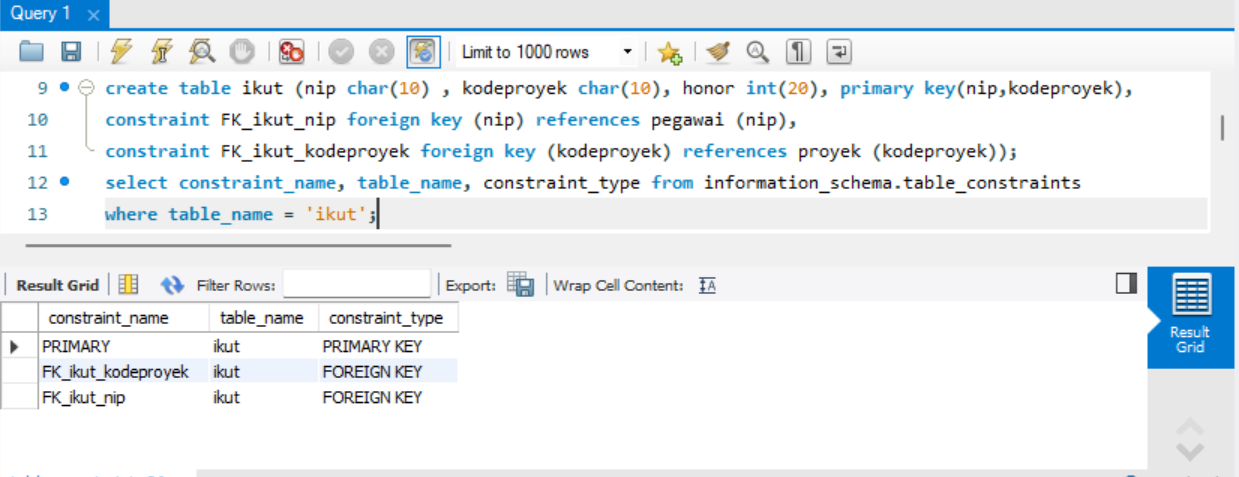 Query 1
Limit to 1000 rows
9 create table ikut (nip char(10) , kodeproyek char(10), honor int(20), primary key(nip,kodeproyek),
10 constraint FK_ikut_nip foreign key (nip) references pegawai (nip),
11 constraint FK_ikut_kodeproyek foreign key (kodeproyek) references proyek (kodeproyek));
12 select constraint_name, table_name, constraint_type from information_schema.table_constraints
13 where table_name = 'ikut';
Result Grid Filter Rows: Export: Wrap Cell Content:
constraint_name table_name constraint_type
PRIMARY ikut PRIMARY KEY
FK_ikut_kodeproyek ikut FOREIGN KEY
FK_ikut_nip ikut FOREIGN KEY
Result
Grid